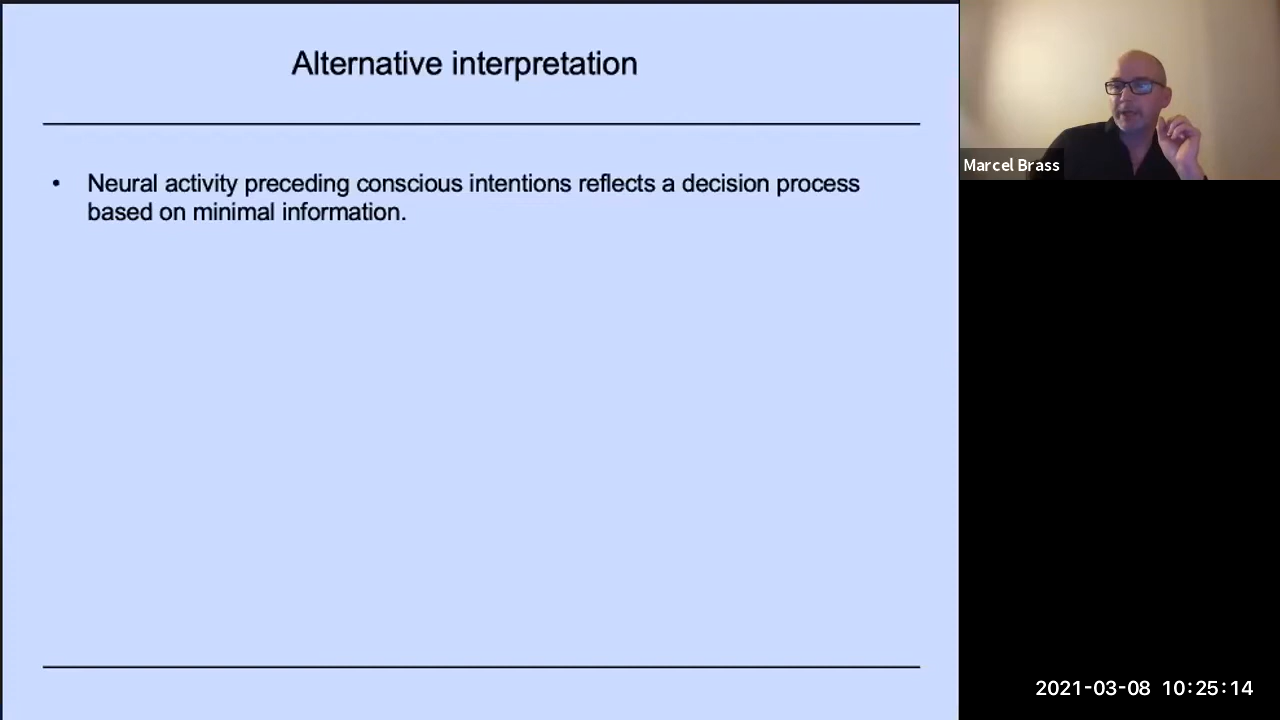 Alternative interpretation
• Neural activity preceding conscious intentions reflects a decision process
based on minimal information.
Marcel Brass
2021-03-08 10:25:14